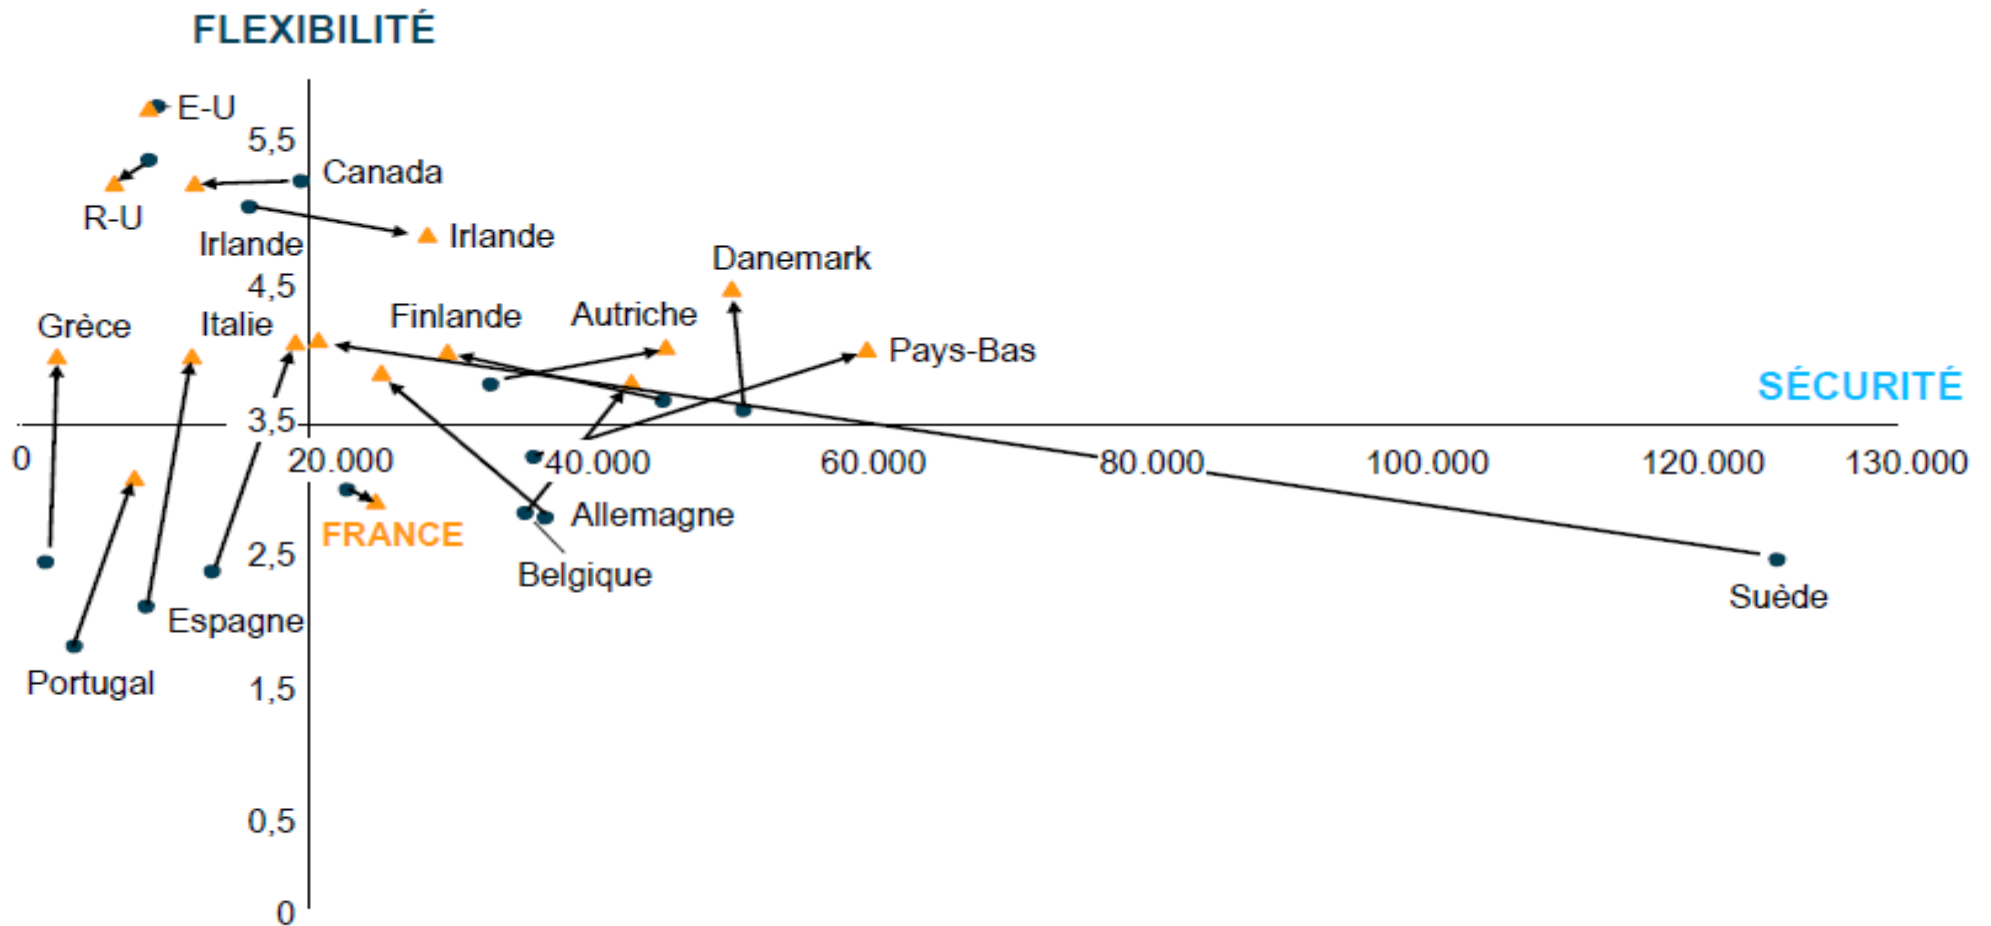 FLEXIBILITÉ
E-U
5,5
Canada
R-U
Irlande
Irlande
Danemark
4,5
Finlande
Autriche
Grèce
Italie
Pays-Bas
SÉCURITÉ
3,5
0
20.000
40.000
60.000
80.000
100.000
120.000
130.000
Allemagne
FRANCE
2,5
Belgique
Suède
Espagne
Portugal
1,5
0,5
0